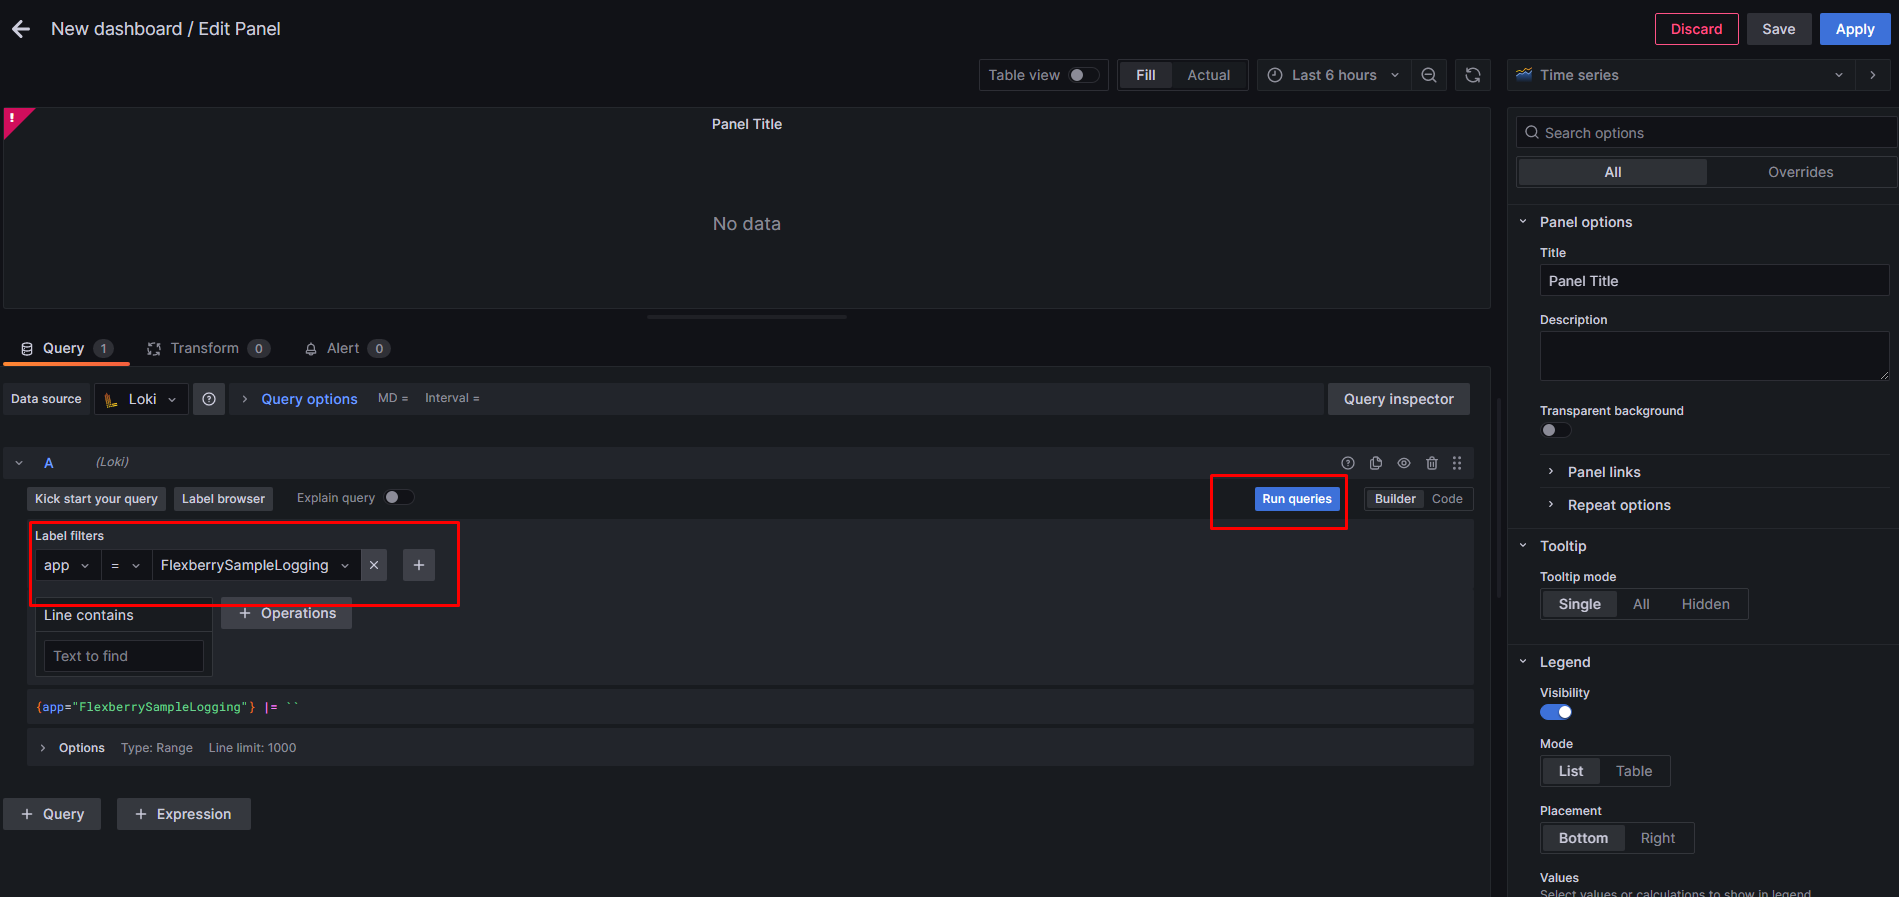 New dashboard / Edit Panel
Discard
Save
Apply
Table view
Fill
Actual
Last 6 hours
Time series
!
Panel Title
No data
Search options
All
Overrides
Panel options
Title
Panel Title
Description
Transparent background
Panel links
Repeat options
Tooltip
Tooltip mode
Single
All
Hidden
Legend
Visibility
Mode
List
Table
Placement
Bottom
Right
Values
Select values or calculations to show in legend
Query 1
Transform 0
Alert 0
Data source
Loki
Query options
MD =
Interval =
Query inspector
A
(Loki)
Kick start your query
Label browser
Explain query
Run queries
Builder
Code
Label filters
app
=
FlexberrySampleLogging
Line contains
+ Operations
Text to find
{app="FlexberrySampleLogging"} |= ``
Options
Type: Range
Line limit: 1000
+ Query
+ Expression